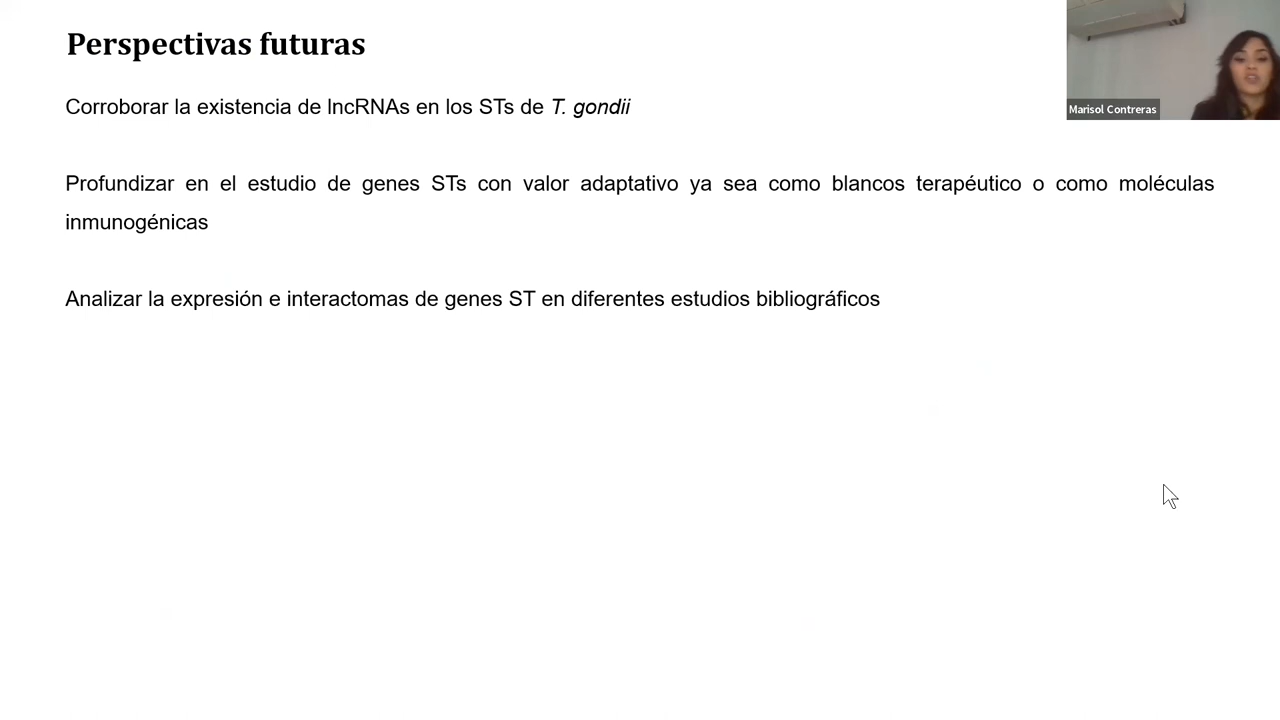 Perspectivas futuras
Marisol Contreras
Corroborar la existencia de lncRNAs en los STs de T. gondii
Profundizar en el estudio de genes STs con valor adaptativo ya sea como blancos terapéutico o como moléculas
inmunogénicas
Analizar la expresión e interactomas de genes ST en diferentes estudios bibliográficos